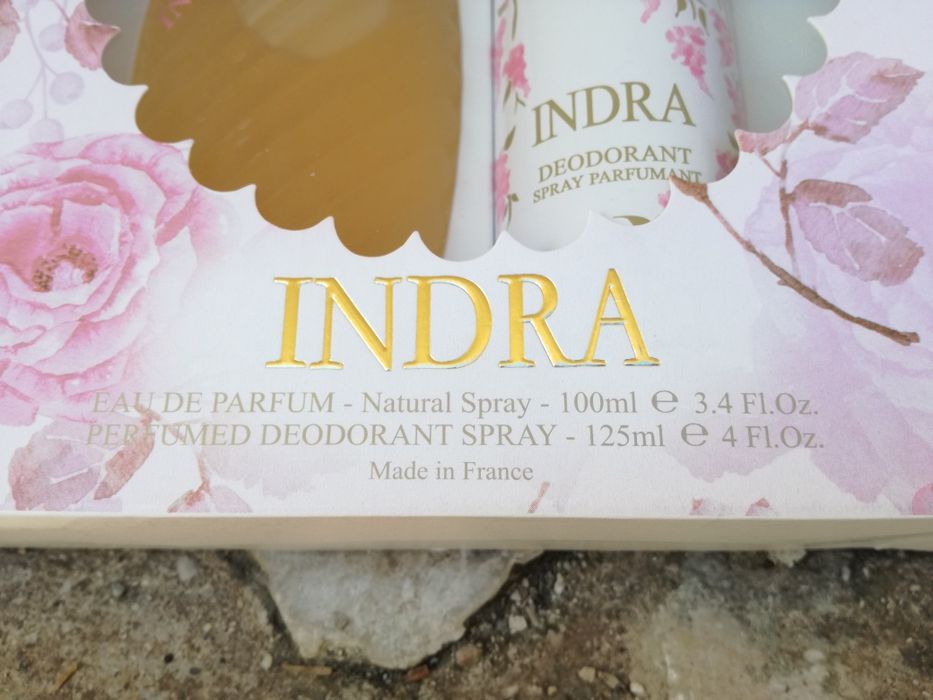 INDRA
DEODORANT
SPRAY PARFUMANT
INDRA
EAU DE PARFUM - Natural Spray - 100ml ℮ 3.4 Fl.Oz.
PERFUMED DEODORANT SPRAY - 125ml ℮ 4 Fl.Oz.
Made in France